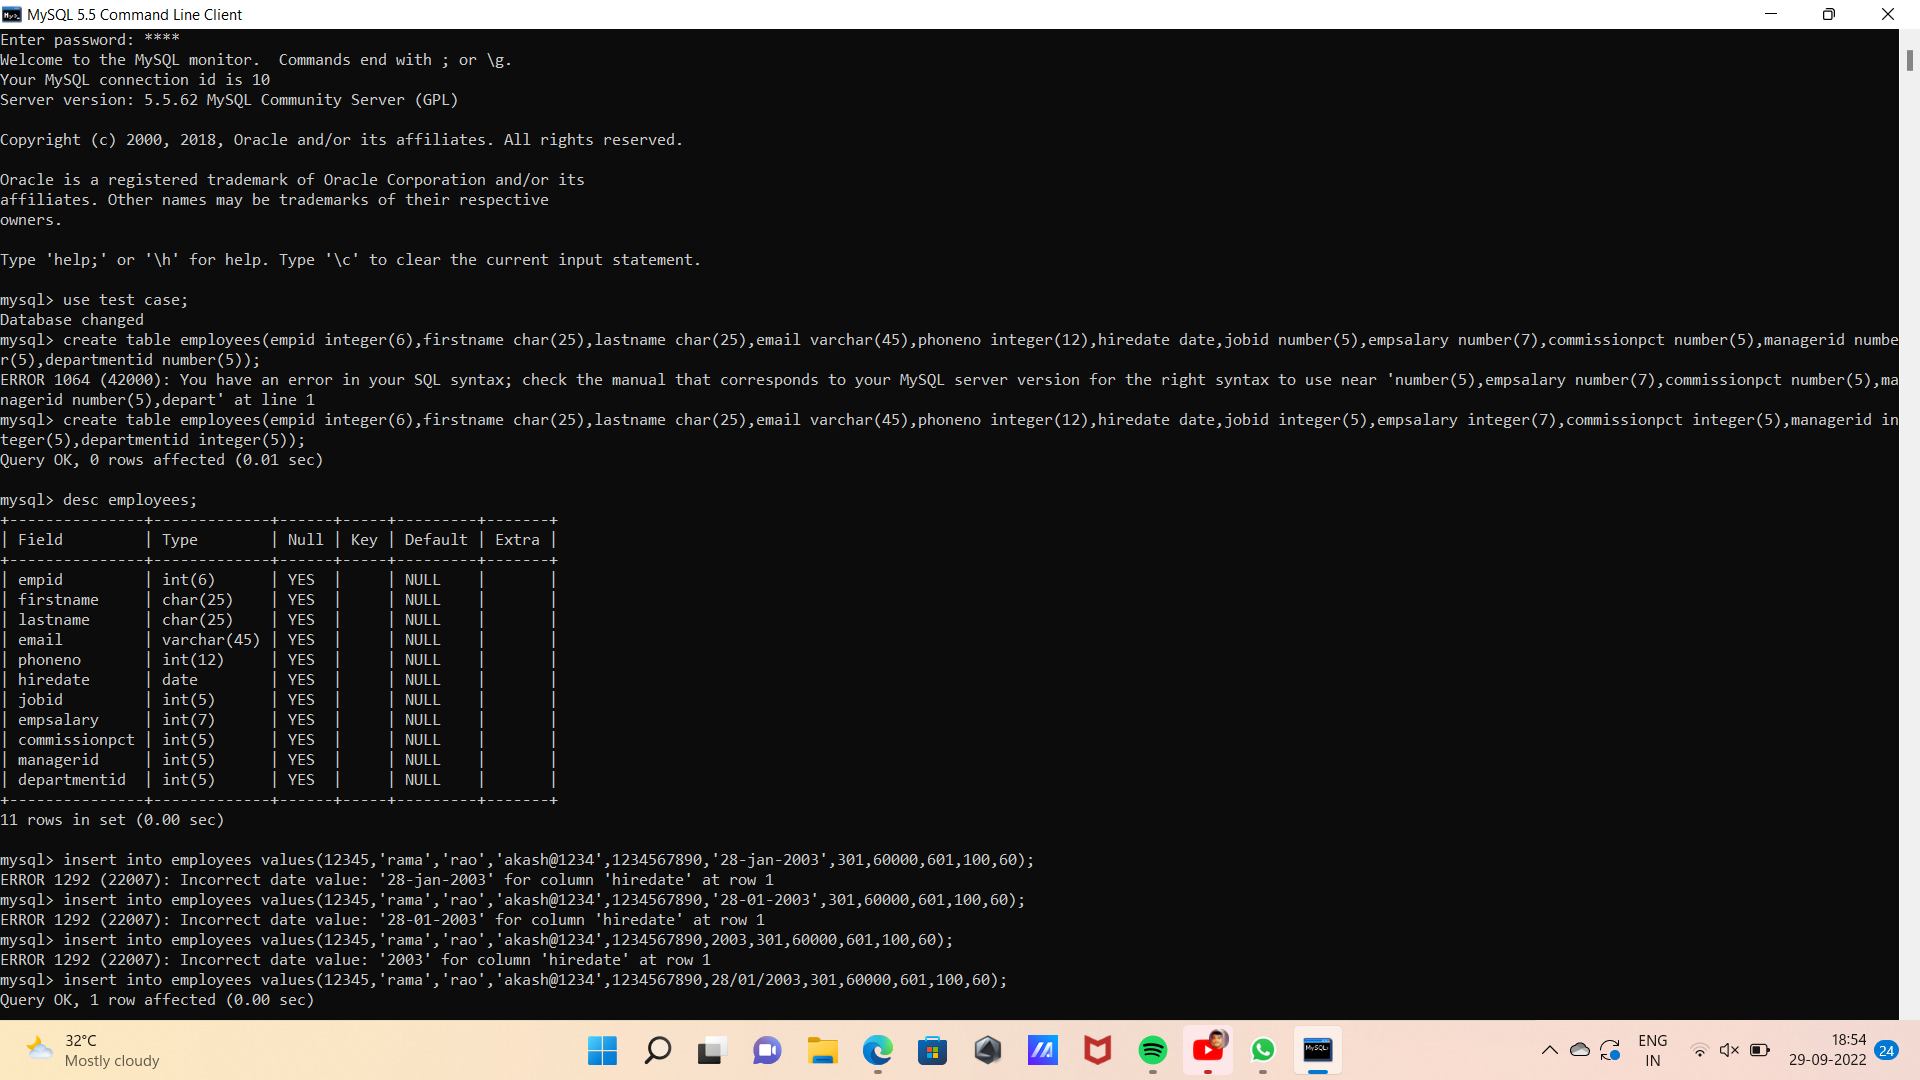 MySQL 5.5 Command Line Client
Enter password: ****
Welcome to the MySQL monitor.  Commands end with ; or \g.
Your MySQL connection id is 10
Server version: 5.5.62 MySQL Community Server (GPL)
Copyright (c) 2000, 2018, Oracle and/or its affiliates. All rights reserved.
Oracle is a registered trademark of Oracle Corporation and/or its
affiliates. Other names may be trademarks of their respective
owners.
Type 'help;' or '\h' for help. Type '\c' to clear the current input statement.
mysql> use test case;
Database changed
mysql> create table employees(empid integer(6),firstname char(25),lastname char(25),email varchar(45),phoneno integer(12),hiredate date,jobid number(5),empsalary number(7),commissionpct number(5),managerid numbe
r(5),departmentid number(5));
ERROR 1064 (42000): You have an error in your SQL syntax; check the manual that corresponds to your MySQL server version for the right syntax to use near 'number(5),empsalary number(7),commissionpct number(5),ma
nagerid number(5),depart' at line 1
mysql> create table employees(empid integer(6),firstname char(25),lastname char(25),email varchar(45),phoneno integer(12),hiredate date,jobid integer(5),empsalary integer(7),commissionpct integer(5),managerid in
teger(5),departmentid integer(5));
Query OK, 0 rows affected (0.01 sec)
mysql> desc employees;
+---------------+-------------+------+-----+---------+-------+
| Field         | Type        | Null | Key | Default | Extra |
+---------------+-------------+------+-----+---------+-------+
| empid         | int(6)      | YES  |     | NULL    |       |
| firstname     | char(25)    | YES  |     | NULL    |       |
| lastname      | char(25)    | YES  |     | NULL    |       |
| email         | varchar(45) | YES  |     | NULL    |       |
| phoneno       | int(12)     | YES  |     | NULL    |       |
| hiredate      | date        | YES  |     | NULL    |       |
| jobid         | int(5)      | YES  |     | NULL    |       |
| empsalary     | int(7)      | YES  |     | NULL    |       |
| commissionpct | int(5)      | YES  |     | NULL    |       |
| managerid     | int(5)      | YES  |     | NULL    |       |
| departmentid  | int(5)      | YES  |     | NULL    |       |
+---------------+-------------+------+-----+---------+-------+
11 rows in set (0.00 sec)
mysql> insert into employees values(12345,'rama','rao','akash@1234',1234567890,'28-jan-2003',301,60000,601,100,60);
ERROR 1292 (22007): Incorrect date value: '28-jan-2003' for column 'hiredate' at row 1
mysql> insert into employees values(12345,'rama','rao','akash@1234',1234567890,'28-01-2003',301,60000,601,100,60);
ERROR 1292 (22007): Incorrect date value: '28-01-2003' for column 'hiredate' at row 1
mysql> insert into employees values(12345,'rama','rao','akash@1234',1234567890,2003,301,60000,601,100,60);
ERROR 1292 (22007): Incorrect date value: '2003' for column 'hiredate' at row 1
mysql> insert into employees values(12345,'rama','rao','akash@1234',1234567890,28/01/2003,301,60000,601,100,60);
Query OK, 1 row affected (0.00 sec)
32°C
Mostly cloudy
MySQL
ENG
IN
18:54
29-09-2022
24